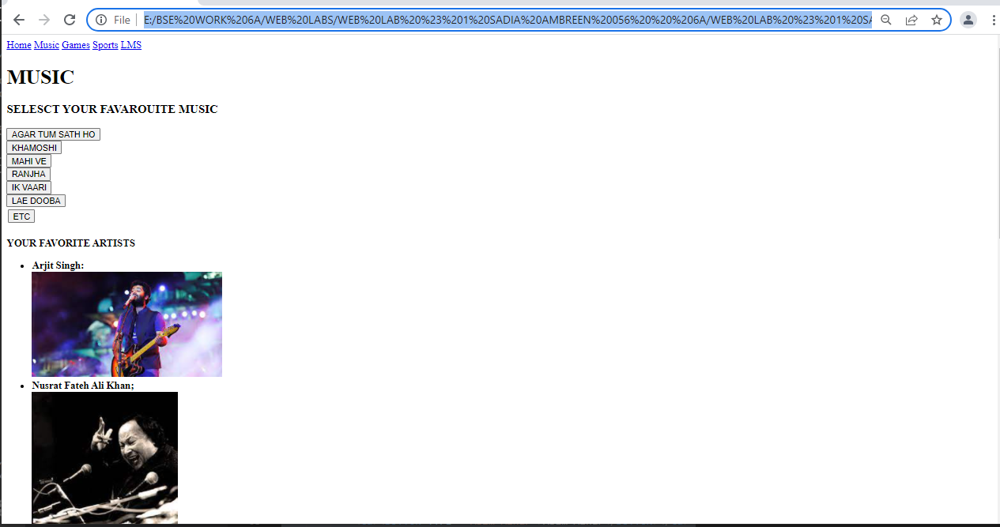 File E:/BSE%20WORK%206A/WEB%20LABS/WEB%20LAB%20%23%201%20SADIA%20AMBREEN%20056%20%20%206A/WEB%20LAB%20%23%201%20SA
Home Music Games Sports LMS
MUSIC
SELESCT YOUR FAVAROUITE MUSIC
AGAR TUM SATH HO
KHAMOSHI
MAHI VE
RANJHA
IK VAARI
LAE DOOBA
ETC
YOUR FAVORITE ARTISTS
Arjit Singh:
Nusrat Fateh Ali Khan;